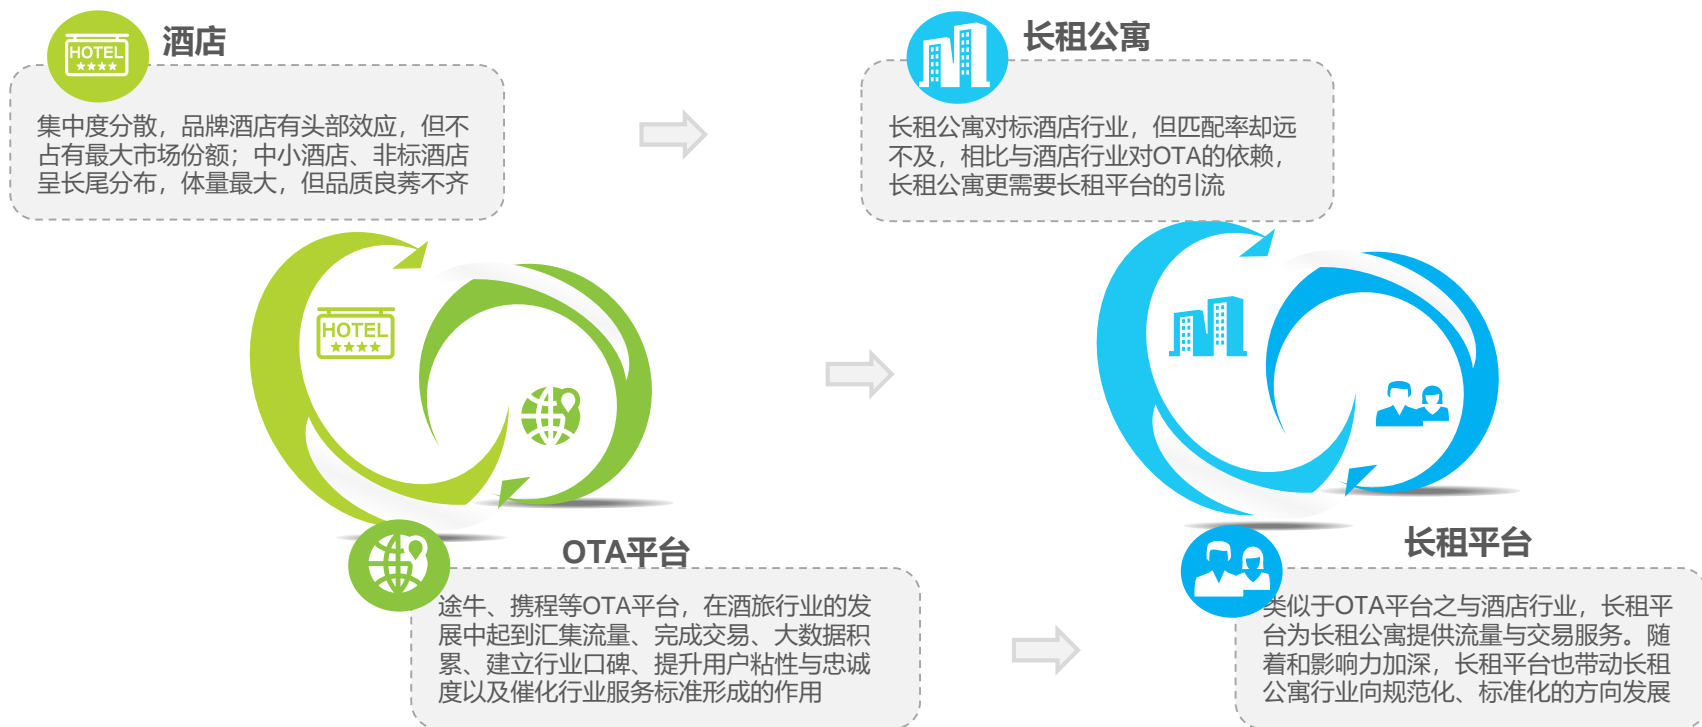 酒店
HOTEL
集中度分散，品牌酒店有头部效应，但不
占有最大市场份额；中小酒店、非标酒店
呈长尾分布，体量最大，但品质良莠不齐
长租公寓
长租公寓对标酒店行业，但匹配率却远
不及，相比与酒店行业对OTA的依赖，
长租公寓更需要长租平台的引流
HOTEL
OTA平台
途牛、携程等OTA平台，在酒旅行业的发
展中起到汇集流量、完成交易、大数据积
累、建立行业口碑、提升用户粘性与忠诚
度以及催化行业服务标准形成的作用
长租平台
类似于OTA平台之与酒店行业，长租平
台为长租公寓提供流量与交易服务。随
着和影响力加深，长租平台也带动长租
公寓行业向规范化、标准化的方向发展